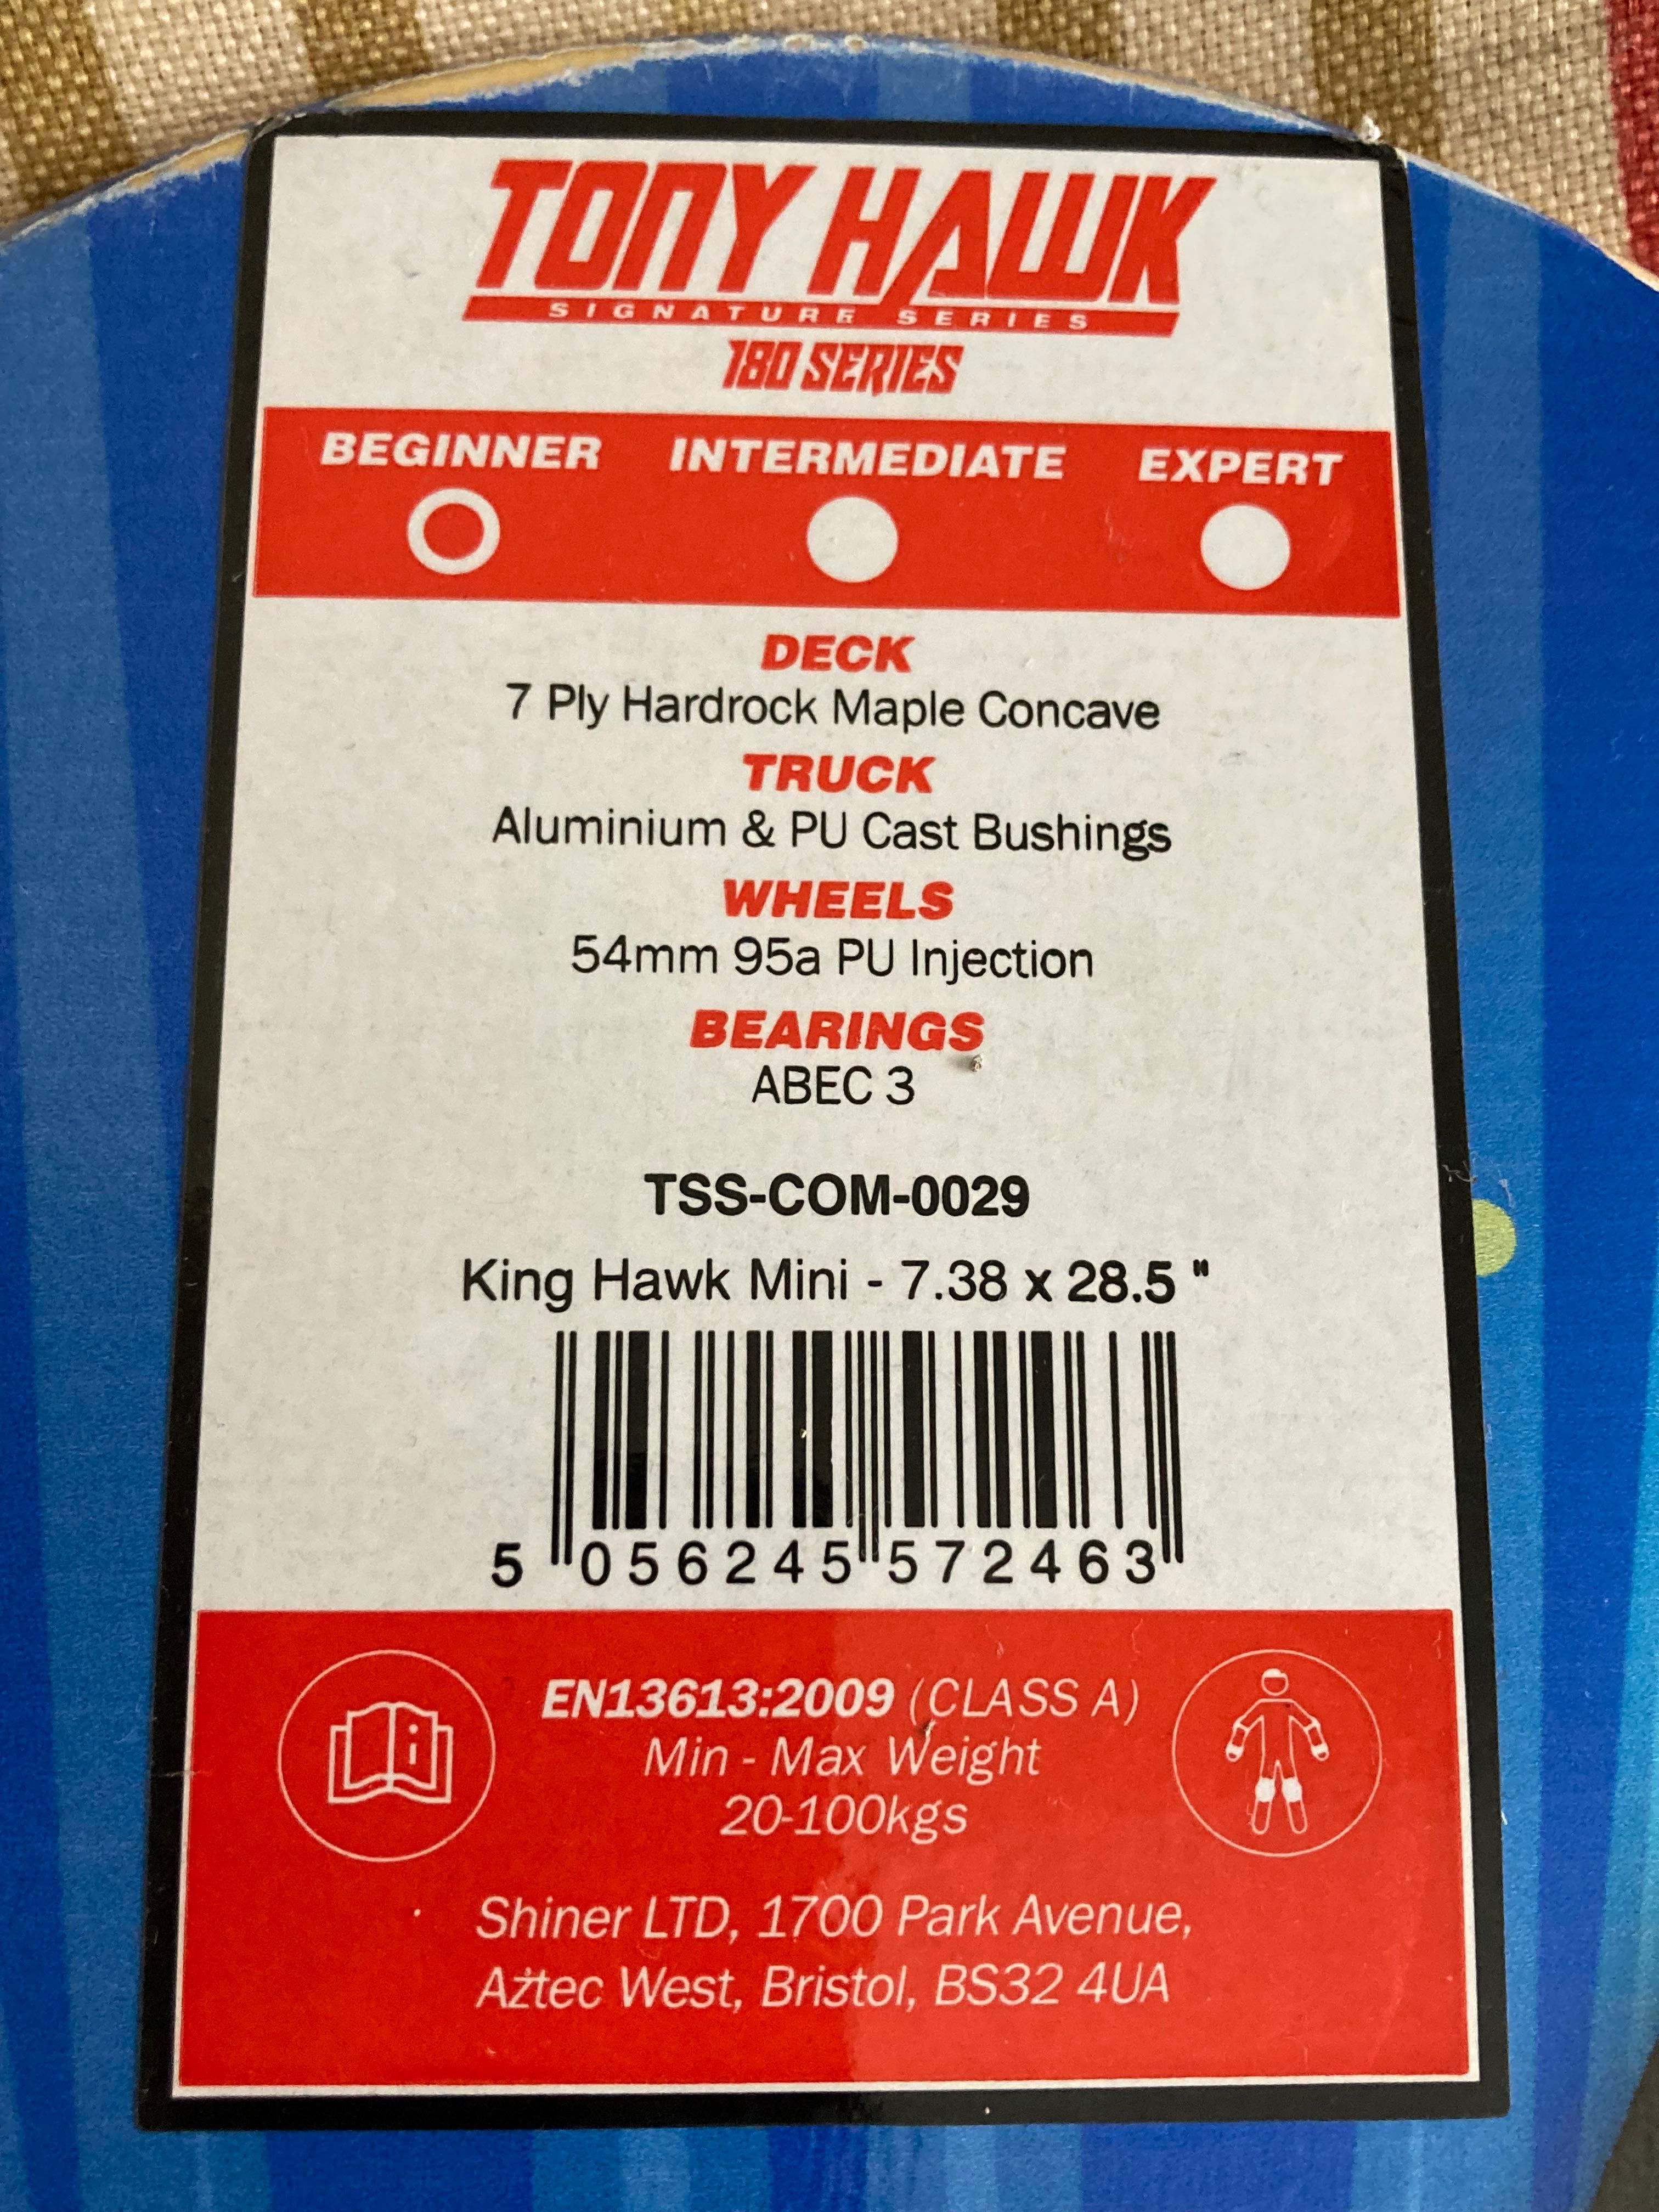 TONY HAWK
SIGNATURE SERIES
180 SERIES
BEGINNER INTERMEDIATE EXPERT
DECK
7 Ply Hardrock Maple Concave
TRUCK
Aluminium & PU Cast Bushings
WHEELS
54mm 95a PU Injection
BEARINGS
ABEC 3
TSS-COM-0029
King Hawk Mini - 7.38 x 28.5 "
5 056245 572463
EN13613:2009 (CLASS A)
Min - Max Weight
20-100kgs
Shiner LTD, 1700 Park Avenue,
Aztec West, Bristol, BS32 4UA